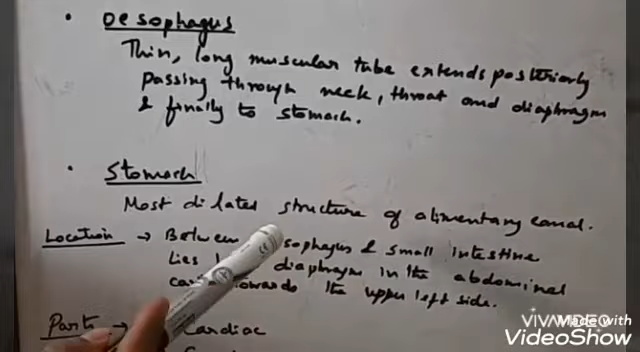 Oesophagus
Thin, long muscular tube extends posteriorly
passing through neck, throat and diaphragm
& finally to stomach.
Stomach
Most dilated structure of alimentary canal.
Location → Between sophagus & small intestine
Lies diaphragm in the abdominal
towards the upper left side.
Parts → Cardiac
VIVAVIDEO
Made with
VideoShow